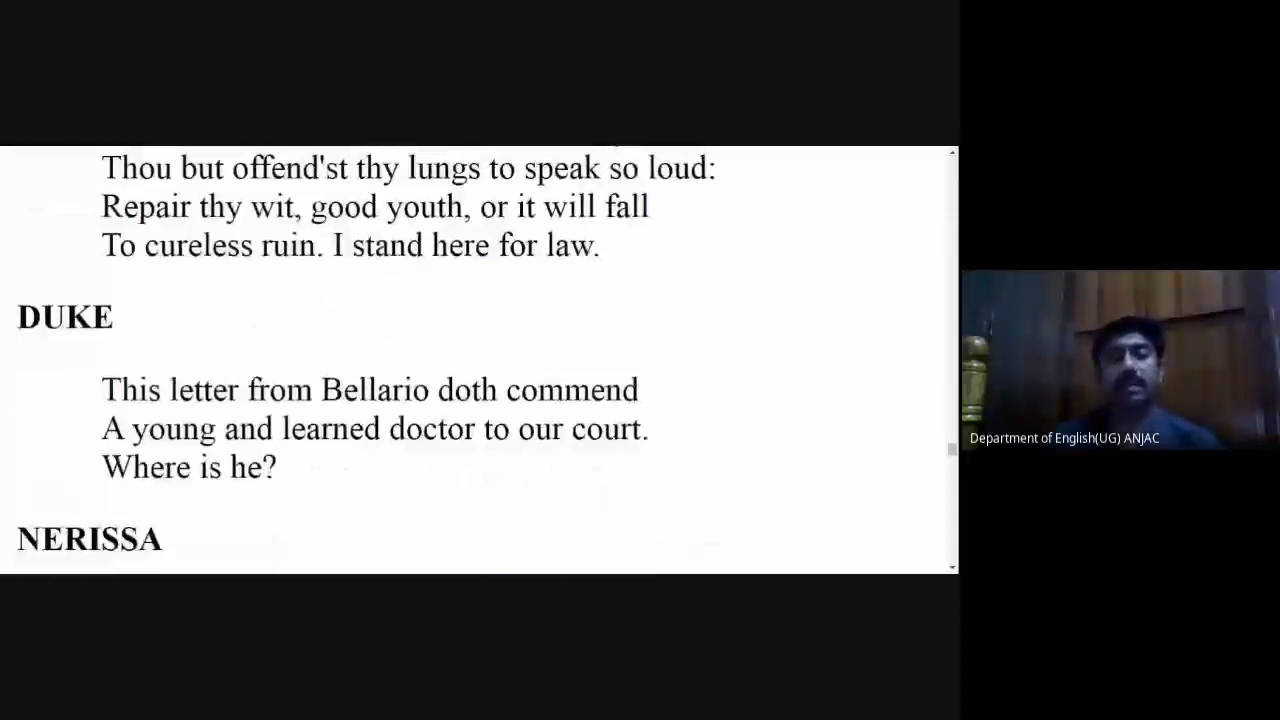 Thou but offend'st thy lungs to speak so loud:
Repair thy wit, good youth, or it will fall
To cureless ruin. I stand here for law.
DUKE
This letter from Bellario doth commend
A young and learned doctor to our court.
Where is he?
NERISSA
Department of English(UG) ANJAC